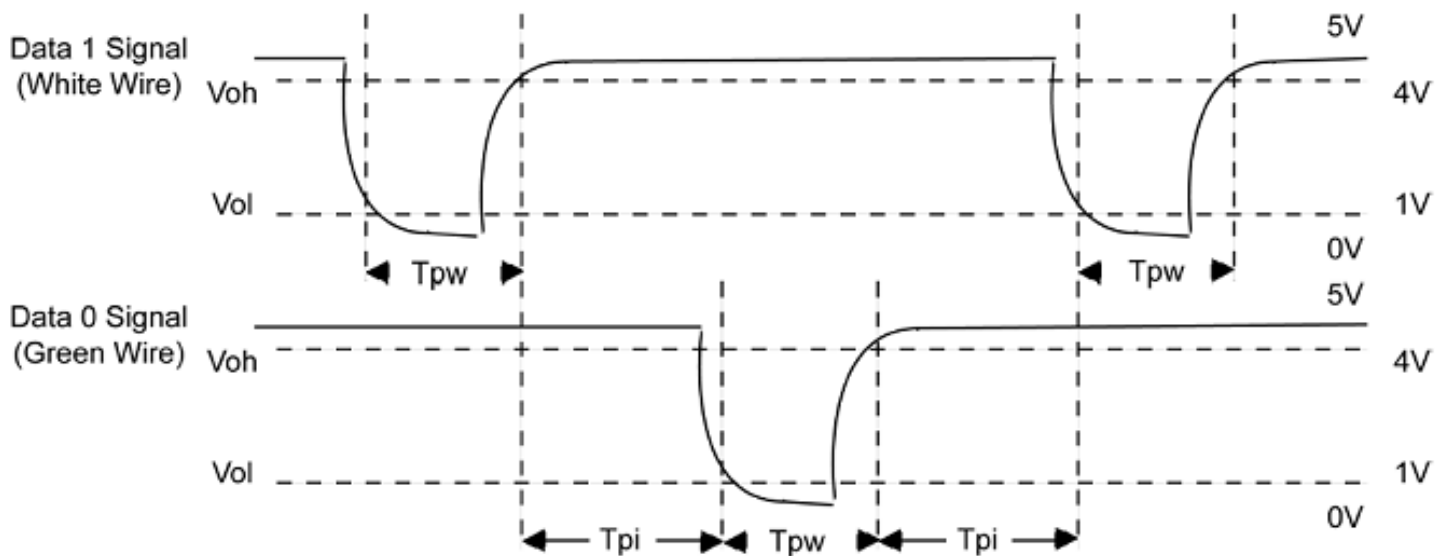 5V
Data 1 Signal
(White Wire)
Voh
4V
Vol
1V
0V
Tpw
Tpw
5V
Data 0 Signal
(Green Wire)
Voh
4V
Vol
1V
0V
Tpi
Tpw
Tpi